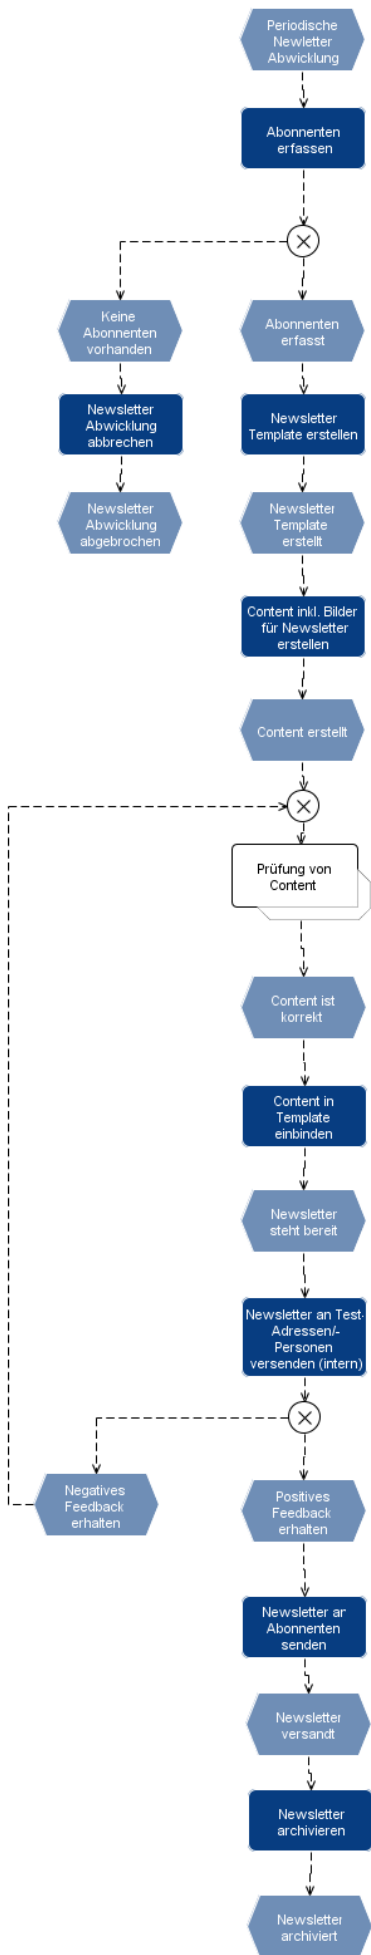 Periodische
Newletter
Abwicklung
Abonnenten
erfassen
Keine
Abonnenten
vorhanden
Abonnenten
erfasst
Newsletter
Abwicklung
abbrechen
Newsletter
Template erstellen
Newsletter
Abwicklung
abgebrochen
Newsletter
Template
erstellt
Content inkl. Bilder
für Newsletter
erstellen
Content erstellt
Prüfung von
Content
Content ist
korrekt
Content in
Template
einbinden
Newsletter
steht bereit
Newsletter an Test-
Adressen/-
Personen
versenden (intern)
Negatives
Feedback
erhalten
Positives
Feedback
erhalten
Newsletter an
Abonnenten
senden
Newsletter
versandt
Newsletter
archivieren
Newsletter
archiviert